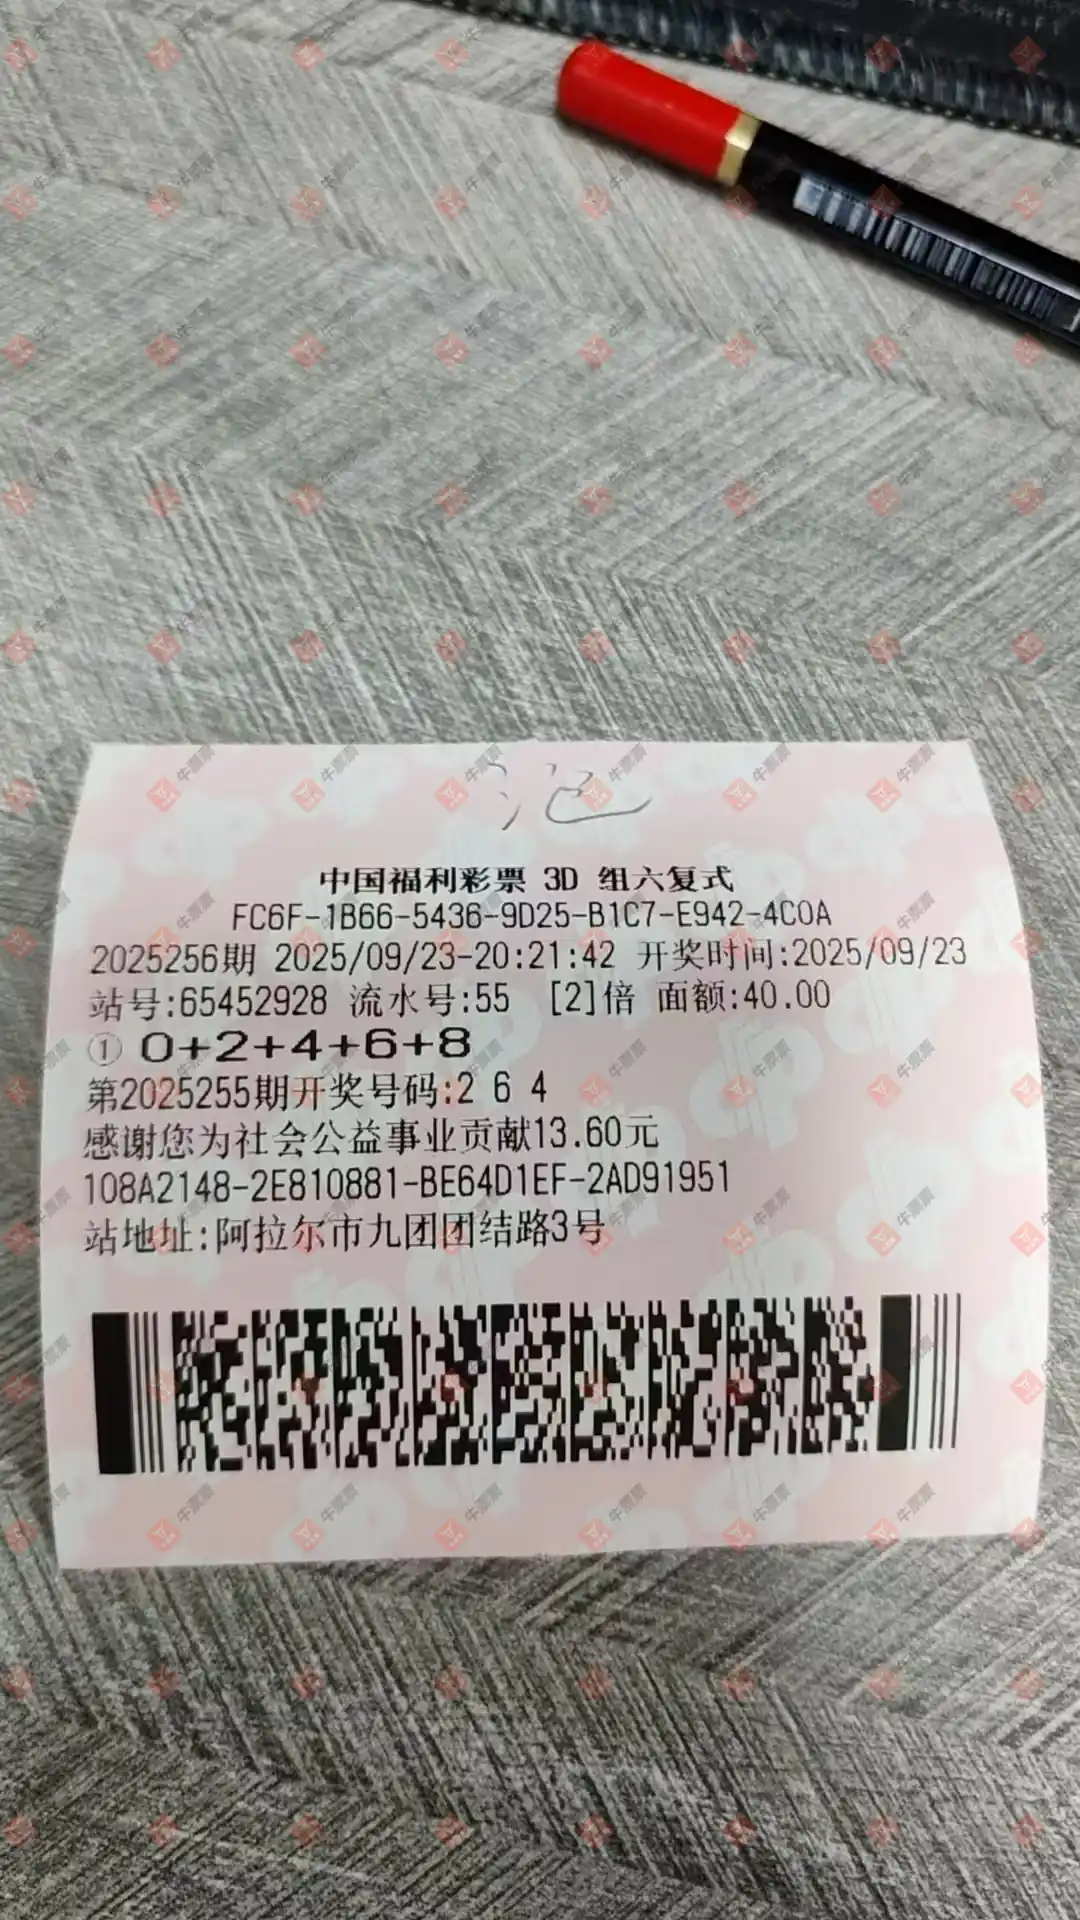 中国福利彩票 3D 组六复式
FC6F-1B66-5436-9D25-B1C7-E942-4C0A
2025256期 2025/09/23-20:21:42 开奖时间:2025/09/23
站号:65452928 流水号:55 [2]倍 面额:40.00
① 0+2+4+6+8
第2025255期开奖号码:2 6 4
感谢您为社会公益事业贡献13.60元
108A2148-2E810881-BE64D1EF-2AD91951
站地址:阿拉尔市九团团结路3号
牛票票